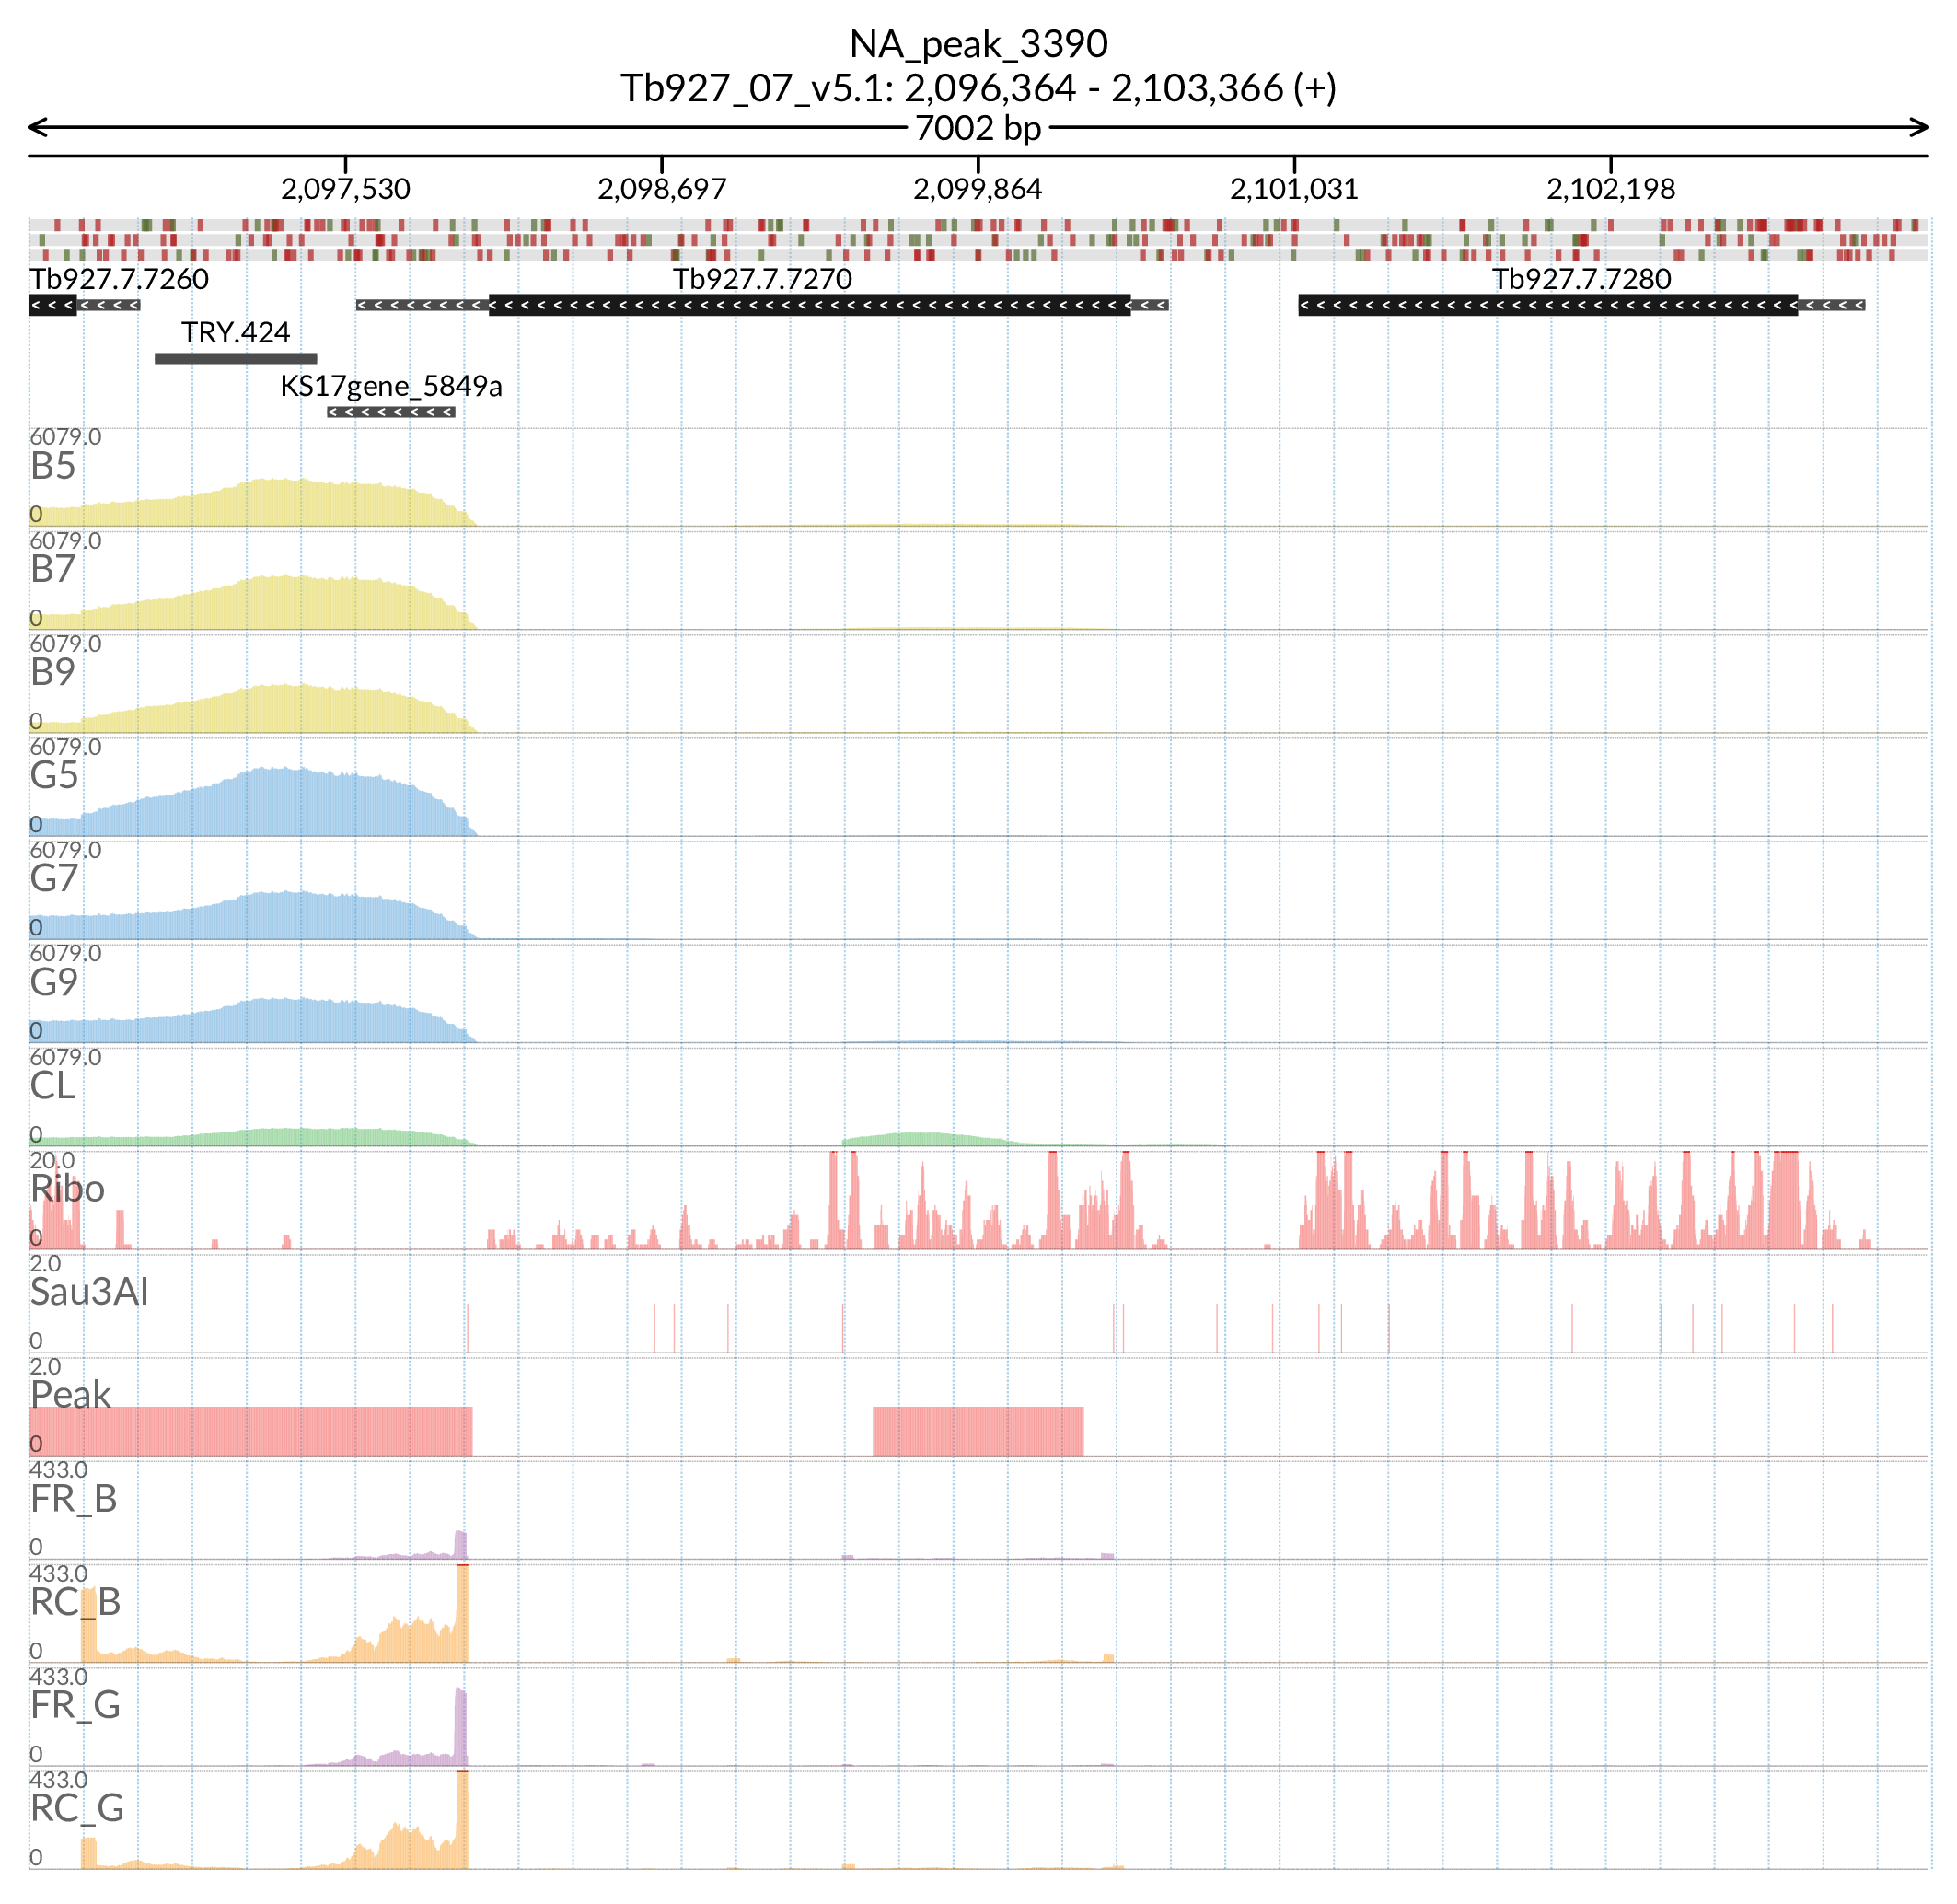 NA_peak_3390
Tb927_07_v5.1: 2,096,364 - 2,103,366 (+)
7002 bp
2,097,530 2,098,697 2,099,864 2,101,031 2,102,198
Tb927.7.7260 Tb927.7.7270 Tb927.7.7280
TRY.424
KS17gene_5849a
6079.0
B5
0
6079.0
B7
0
6079.0
B9
0
6079.0
G5
0
6079.0
G7
0
6079.0
G9
0
6079.0
CL
0
20.0
Ribo
0
2.0
Sau3AI
0
2.0
Peak
0
433.0
FR_B
0
433.0
RC_B
0
433.0
FR_G
0
433.0
RC_G
0